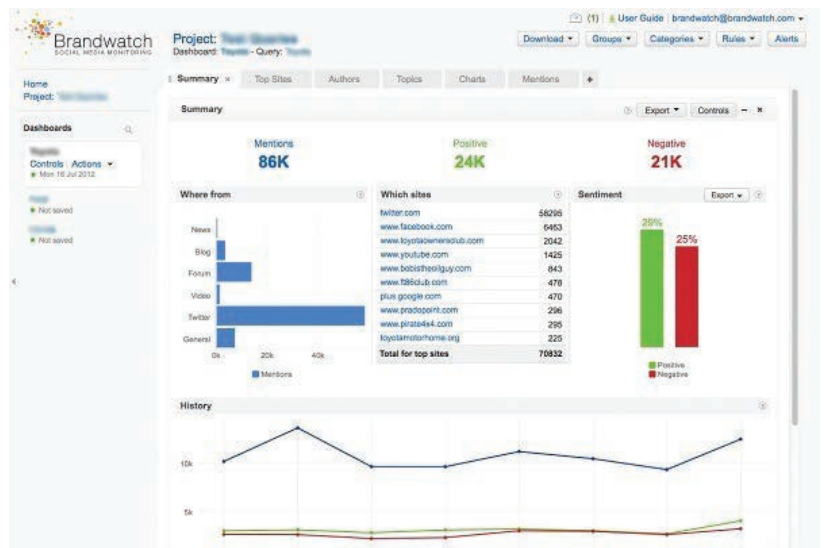 (1) User Guide brandwatch@brandwatch.com
Brandwatch
SOCIAL MEDIA MONITORING
Project:
Dashboard: - Query:
Download Groups Categories Rules Alerts
Home
Project:
Summary × Top Sites Authors Topics Charts Mentions +
Summary Export Controls – ×
Dashboards
Controls Actions
Mon 16 Jul 2012
Not saved
Not saved
Mentions
86K
Positive
24K
Negative
21K
Where from
News
Blog
Forum
Video
Twitter
General
0k 20k 40k
Mentions
Which sites
twitter.com 58295
www.facebook.com 6463
www.toyotaownersclub.com 2042
www.youtube.com 1425
www.bobistheoilguy.com 843
www.ft86club.com 478
plus.google.com 470
www.pradopoint.com 296
www.pirate4x4.com 295
toyotamotorhome.org 225
Total for top sites 70832
Sentiment Export
25%
Positive
Negative
History
10k
5k